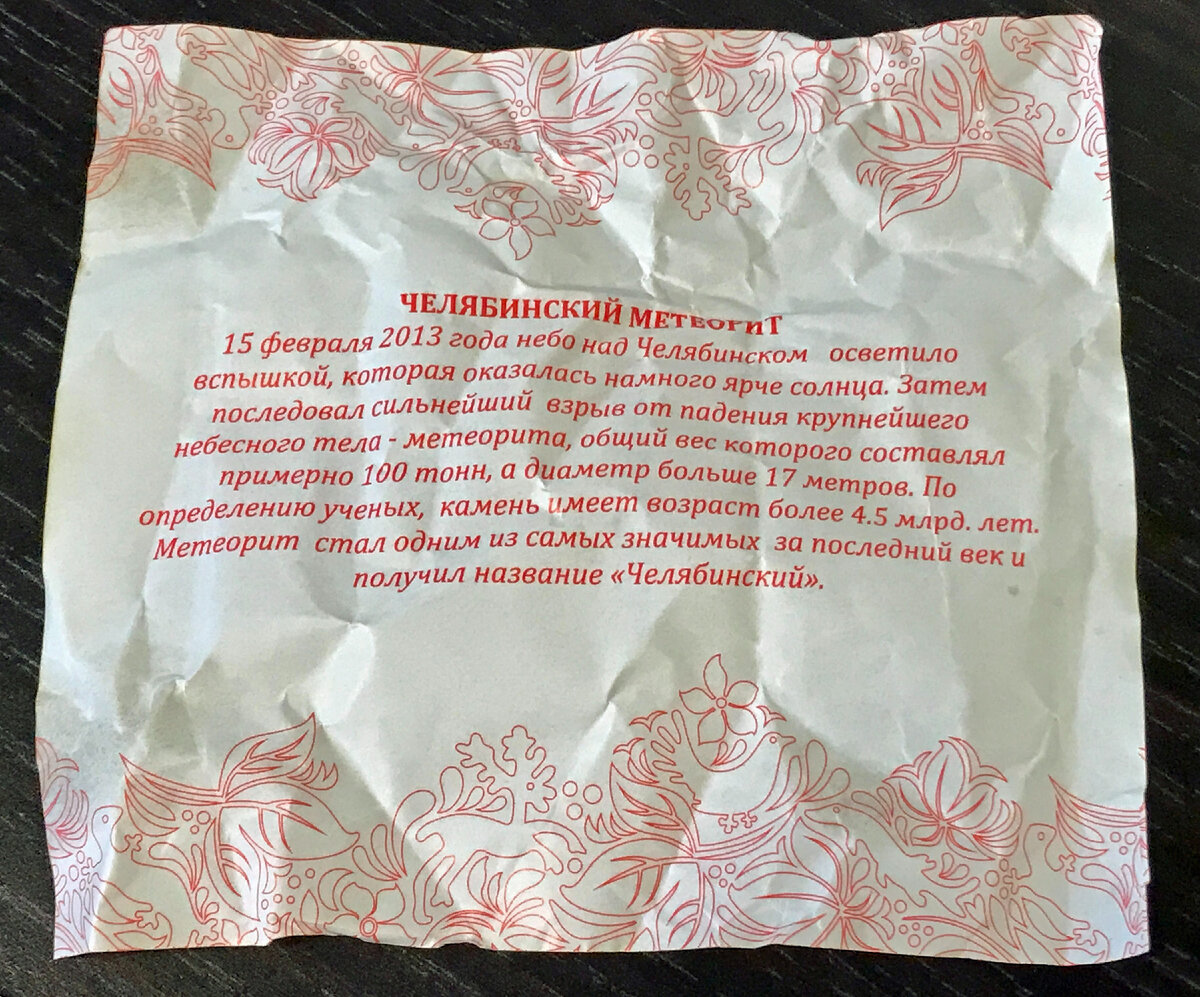 ЧЕЛЯБИНСКИЙ МЕТЕОРИТ
15 февраля 2013 года небо над Челябинском осветило
вспышкой, которая оказалась намного ярче солнца. Затем
последовал сильнейший взрыв от падения крупнейшего
небесного тела - метеорита, общий вес которого составлял
примерно 100 тонн, а диаметр больше 17 метров. По
определению ученых, камень имеет возраст более 4.5 млрд. лет.
Метеорит стал одним из самых значимых за последний век и
получил название «Челябинский».